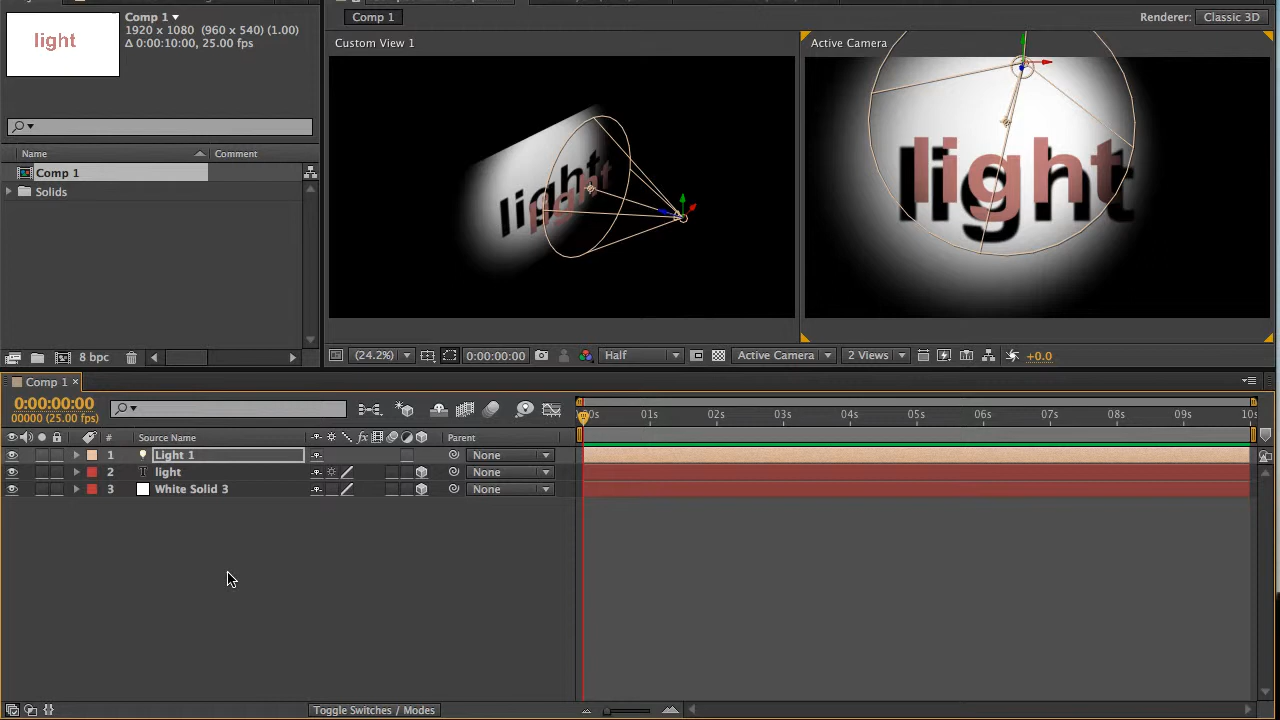 Comp 1
1920 x 1080 (960 x 540) (1.00)
Δ 0:00:10:00, 25.00 fps
light
Name
Comment
Comp 1
Solids
8 bpc
Comp 1
Renderer: Classic 3D
Custom View 1
Active Camera
light
light
light
light
(24.2%)
0:00:00:00
Half
Active Camera
2 Views
+0.0
Comp 1 ×
0:00:00:00
00000 (25.00 fps)
# Source Name fx Parent
1 Light 1 None
2 T light None
3 White Solid 3 None
00s 01s 02s 03s 04s 05s 06s 07s 08s 09s 10s
Toggle Switches / Modes